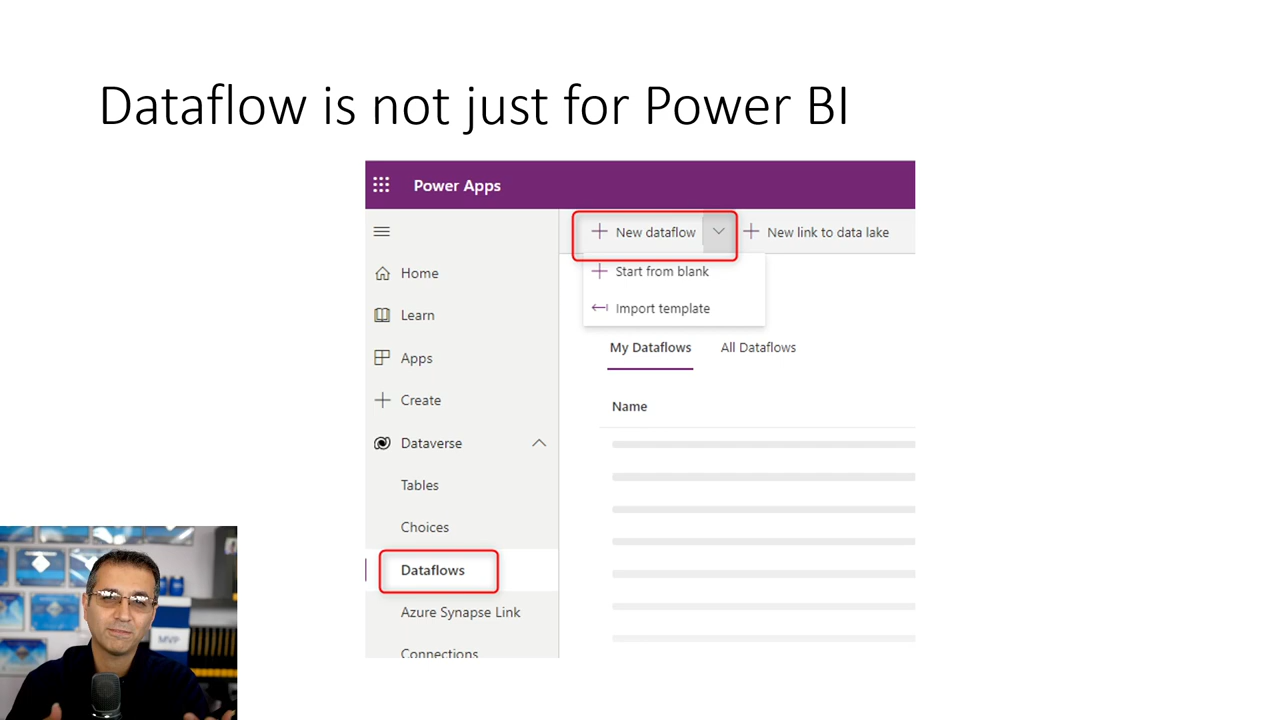 Dataflow is not just for Power BI
Power Apps
New dataflow
New link to data lake
Home
Start from blank
Learn
Import template
Apps
My Dataflows
All Dataflows
Create
Name
Dataverse
Tables
Choices
Dataflows
Azure Synapse Link
Connections
MVP